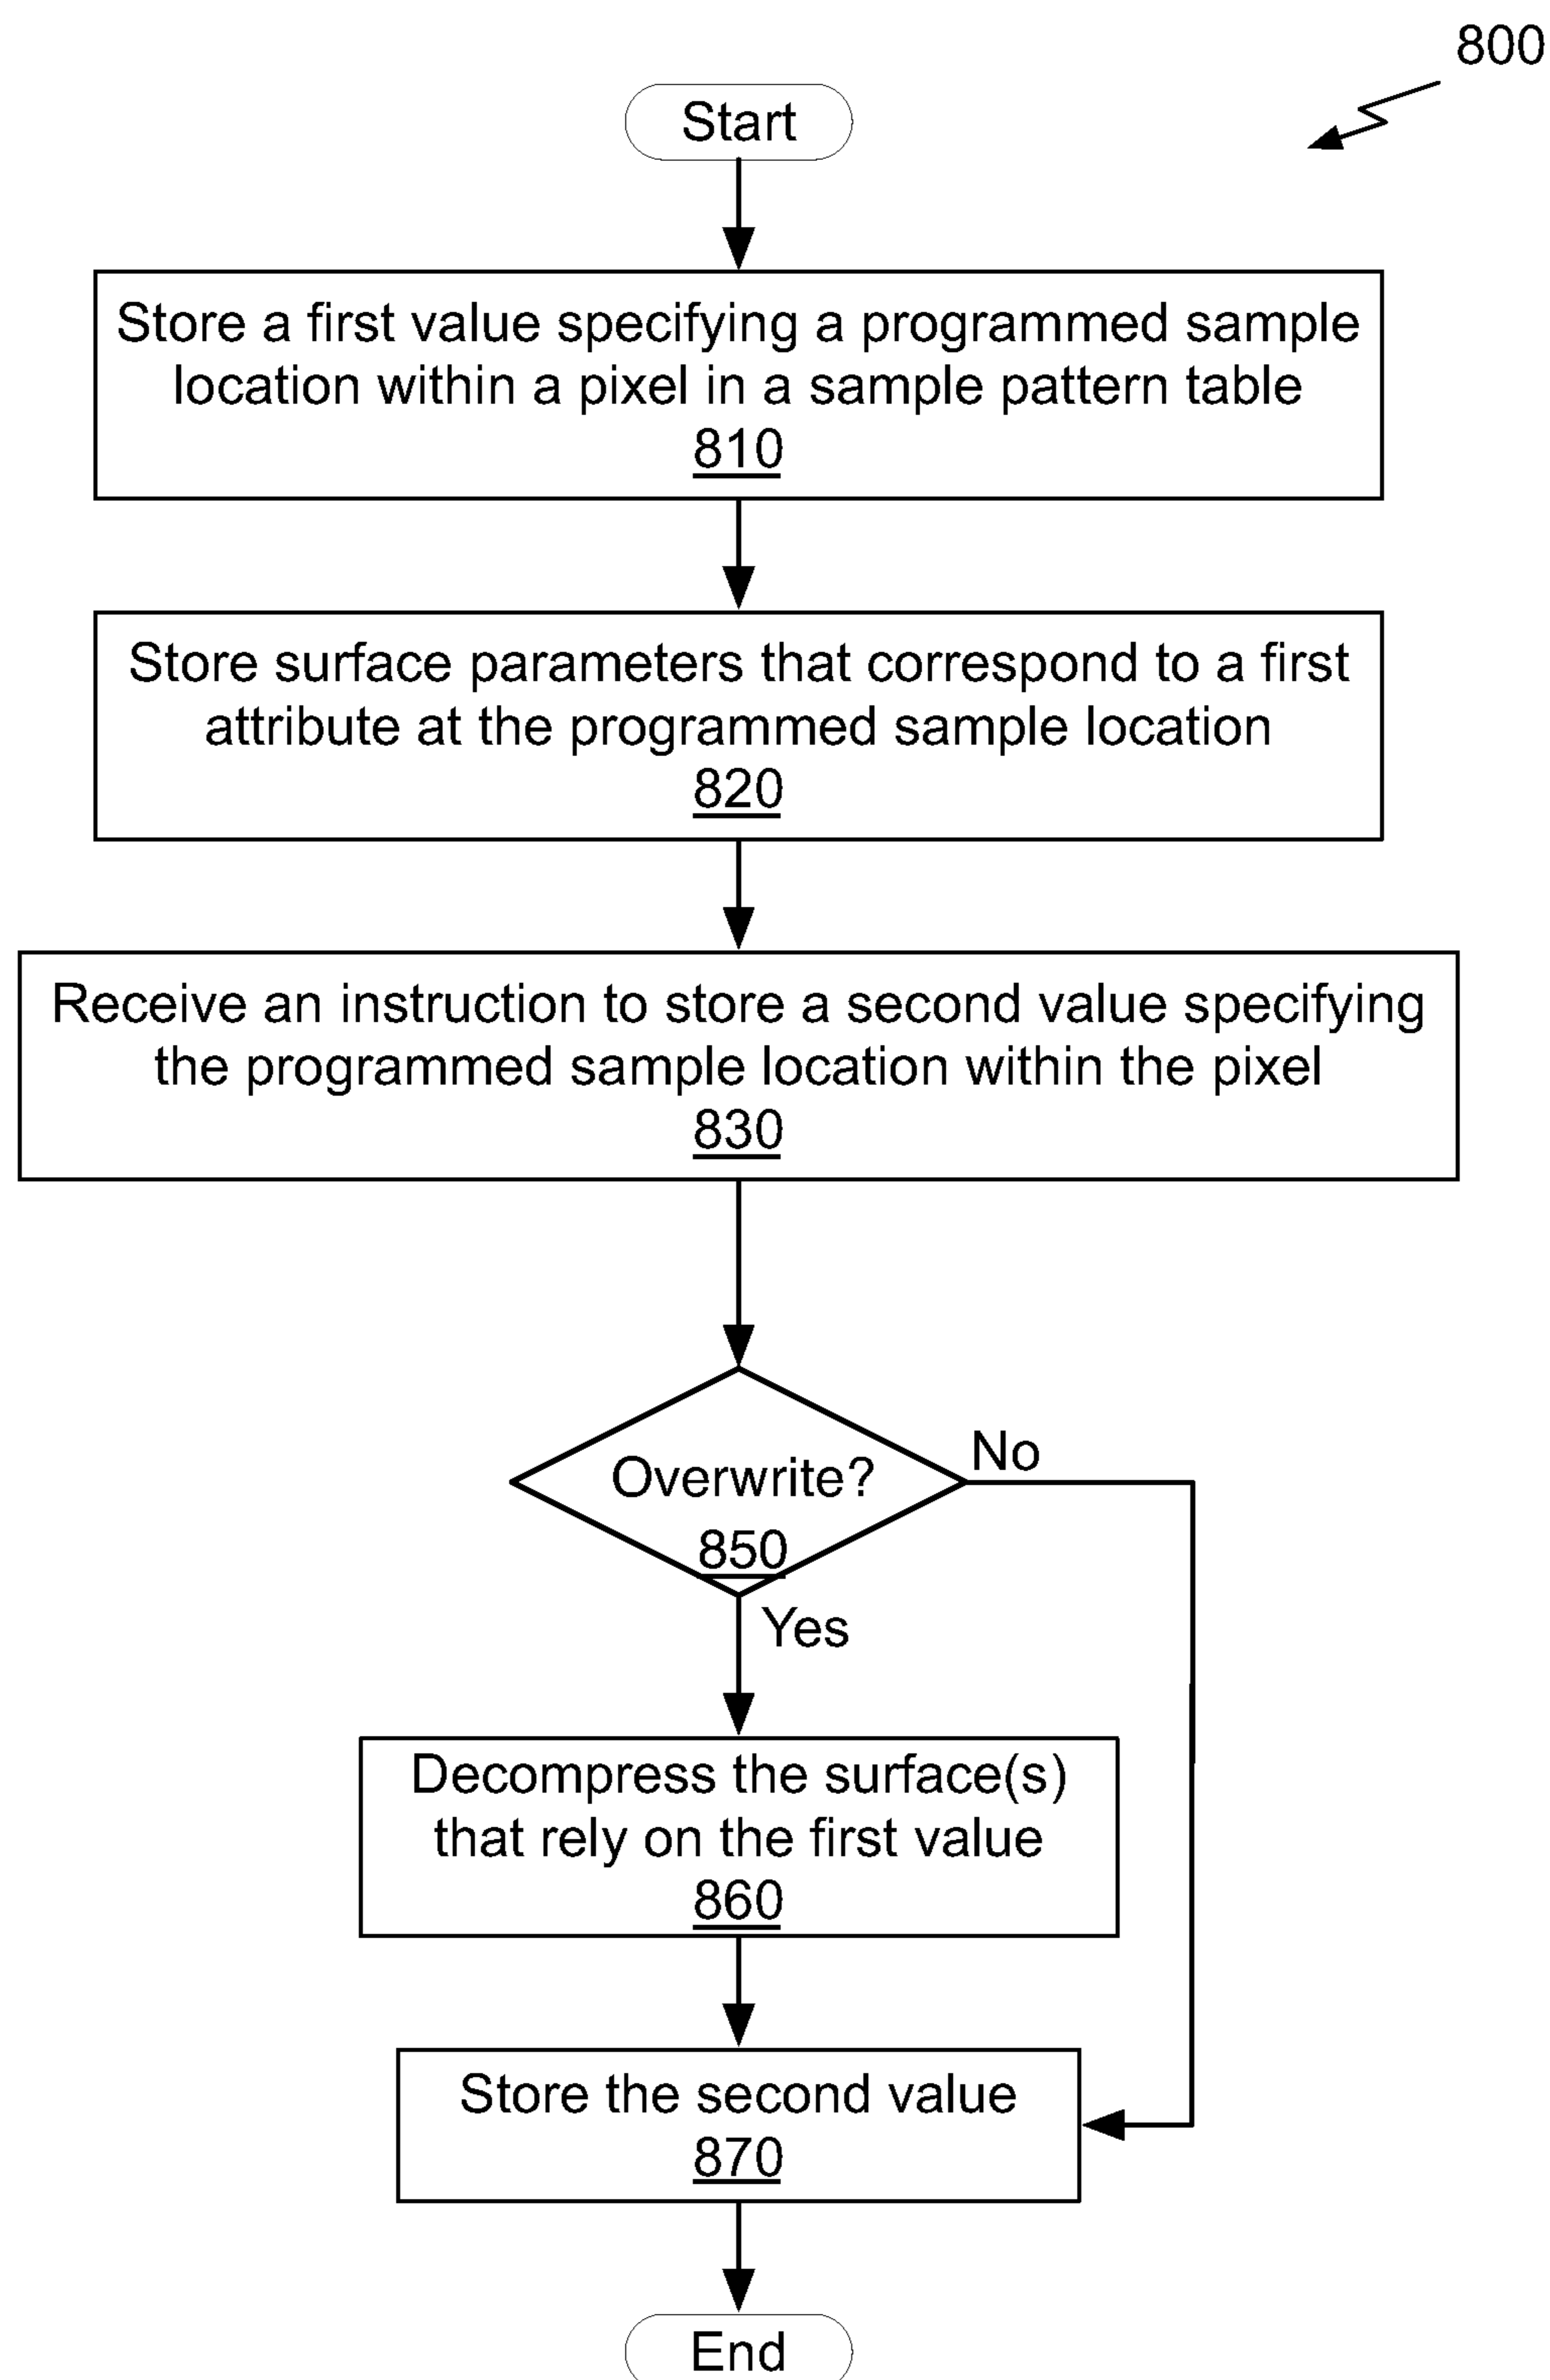 800
Start
Store a first value specifying a programmed sample
location within a pixel in a sample pattern table
810
Store surface parameters that correspond to a first
attribute at the programmed sample location
820
Receive an instruction to store a second value specifying
the programmed sample location within the pixel
830
Overwrite?
850
No
Yes
Decompress the surface(s)
that rely on the first value
860
Store the second value
870
End